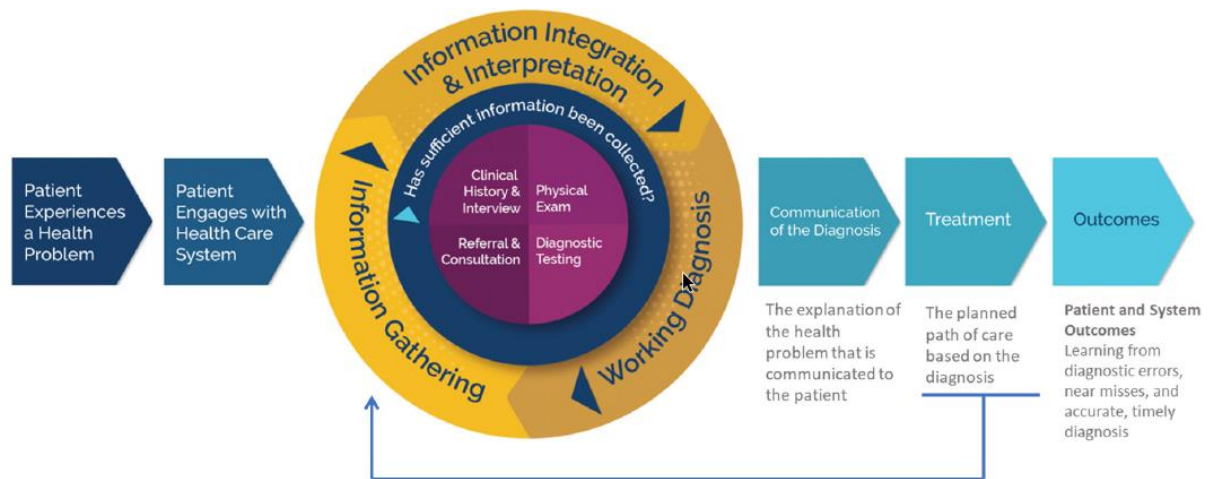 Patient
Experiences
a Health
Problem
Patient
Engages with
Health Care
System
Information Integration
& Interpretation
Has sufficient information been collected?
Clinical
History &
Interview
Physical
Exam
Referral &
Consultation
Diagnostic
Testing
Information Gathering
Working Diagnosis
Communication
of the Diagnosis
The explanation of
the health
problem that is
communicated to
the patient
Treatment
The planned
path of care
based on the
diagnosis
Outcomes
Patient and System
Outcomes
Learning from
diagnostic errors,
near misses, and
accurate, timely
diagnosis